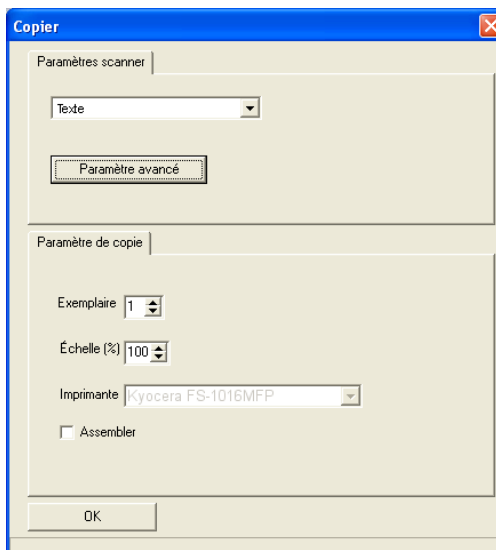 Copier
Paramètres scanner
Texte
Paramètre avancé
Paramètre de copie
Exemplaire 1
Échelle (%) 100
Imprimante Kyocera FS-1016MFP
Assembler
OK